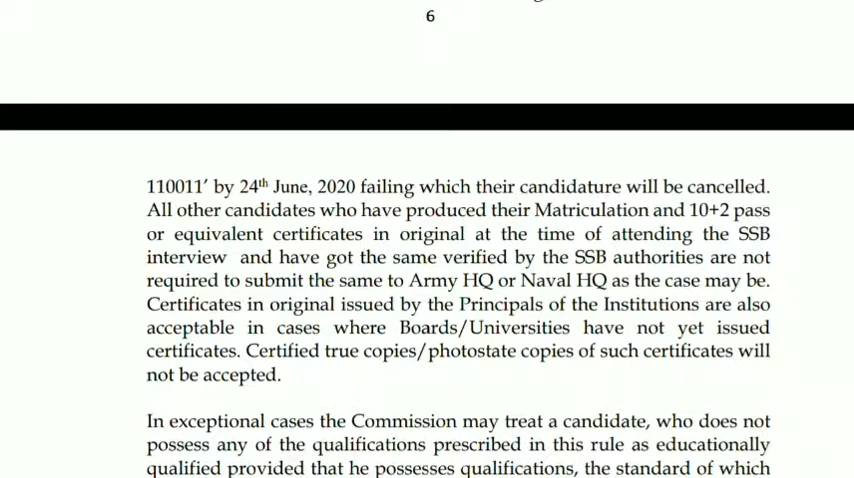 6
110011’ by 24th June, 2020 failing which their candidature will be cancelled.
All other candidates who have produced their Matriculation and 10+2 pass
or equivalent certificates in original at the time of attending the SSB
interview and have got the same verified by the SSB authorities are not
required to submit the same to Army HQ or Naval HQ as the case may be.
Certificates in original issued by the Principals of the Institutions are also
acceptable in cases where Boards/Universities have not yet issued
certificates. Certified true copies/photostate copies of such certificates will
not be accepted.
In exceptional cases the Commission may treat a candidate, who does not
possess any of the qualifications prescribed in this rule as educationally
qualified provided that he possesses qualifications, the standard of which